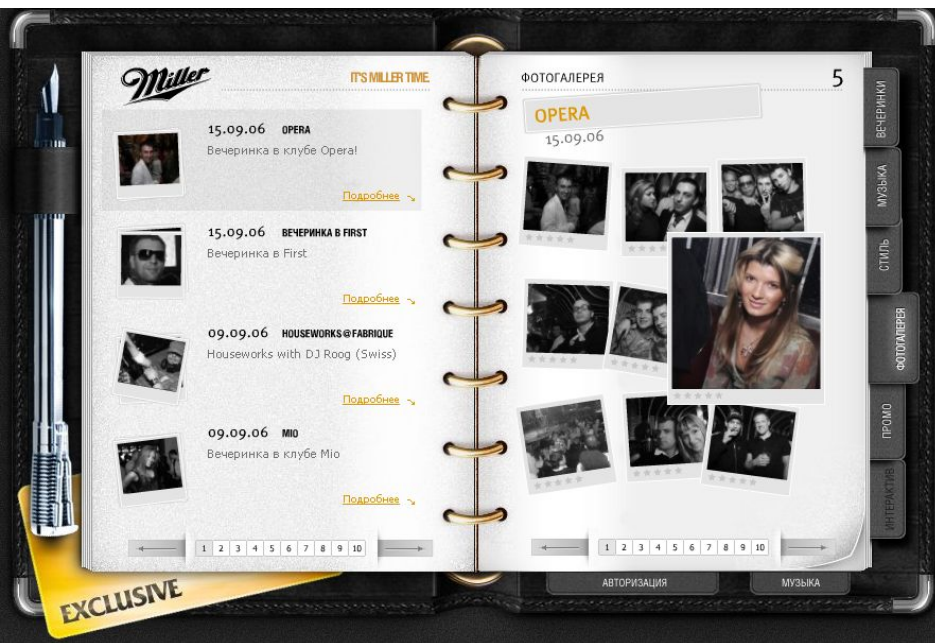 Miller
IT'S MILLER TIME
15.09.06 OPERA
Вечеринка в клубе Opera!
Подробнее
15.09.06 ВЕЧЕРИНКА В FIRST
Вечеринка в First
Подробнее
09.09.06 HOUSEWORKS@FABRIQUE
Houseworks with DJ Roog (Swiss)
Подробнее
09.09.06 MIO
Вечеринка в клубе Mio
Подробнее
1 2 3 4 5 6 7 8 9 10
EXCLUSIVE
ФОТОГАЛЕРЕЯ 5
OPERA
15.09.06
1 2 3 4 5 6 7 8 9 10
ВЕЧЕРИНКИ
МУЗЫКА
СТИЛЬ
ФОТОГАЛЕРЕЯ
ПРОМО
ИНТЕРАКТИВ
АВТОРИЗАЦИЯ
МУЗЫКА